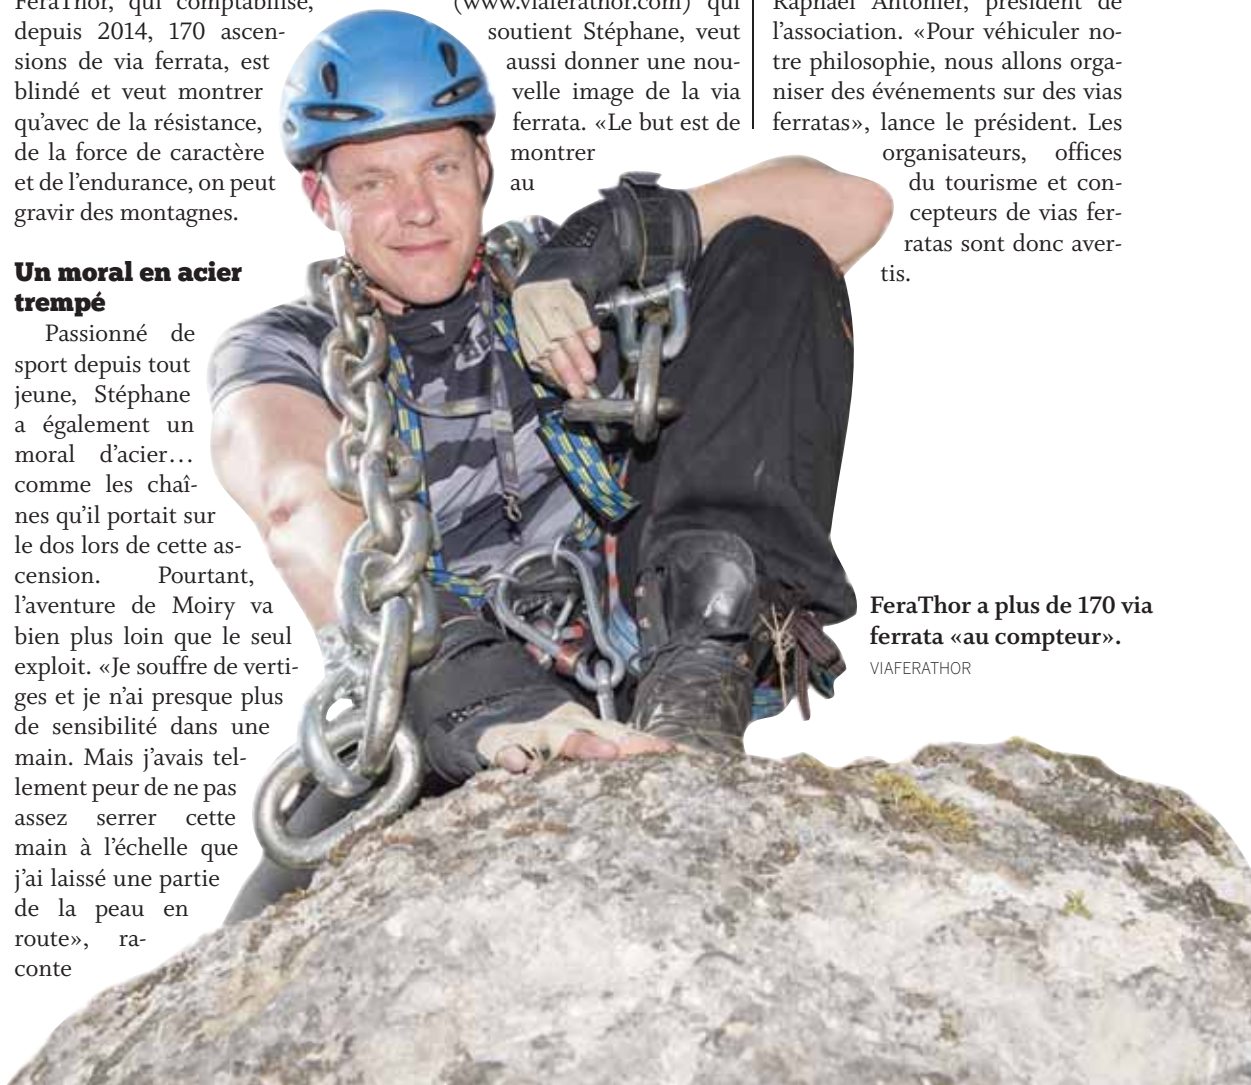 FeraThor, qui comptabilise,
depuis 2014, 170 ascen-
sions de via ferrata, est
blindé et veut montrer
qu’avec de la résistance,
de la force de caractère
et de l’endurance, on peut
gravir des montagnes.
Un moral en acier
trempé
Passionné de
sport depuis tout
jeune, Stéphane
a également un
moral d’acier…
comme les chaî-
nes qu’il portait sur
le dos lors de cette as-
cension. Pourtant,
l’aventure de Moiry va
bien plus loin que le seul
exploit. «Je souffre de verti-
ges et je n’ai presque plus
de sensibilité dans une
main. Mais j’avais tel-
lement peur de ne pas
assez serrer cette
main à l’échelle que
j’ai laissé une partie
de la peau en
route», ra-
conte
(www.viaferathor.com) qui
soutient Stéphane, veut
aussi donner une nou-
velle image de la via
ferrata. «Le but est de
montrer
au
Raphaël Antonier, président de
l’association. «Pour véhiculer no-
tre philosophie, nous allons orga-
niser des événements sur des vias
ferratas», lance le président. Les
organisateurs, offices
du tourisme et con-
cepteurs de vias fer-
ratas sont donc aver-
tis.
FeraThor a plus de 170 via
ferrata «au compteur».
VIAFERATHOR